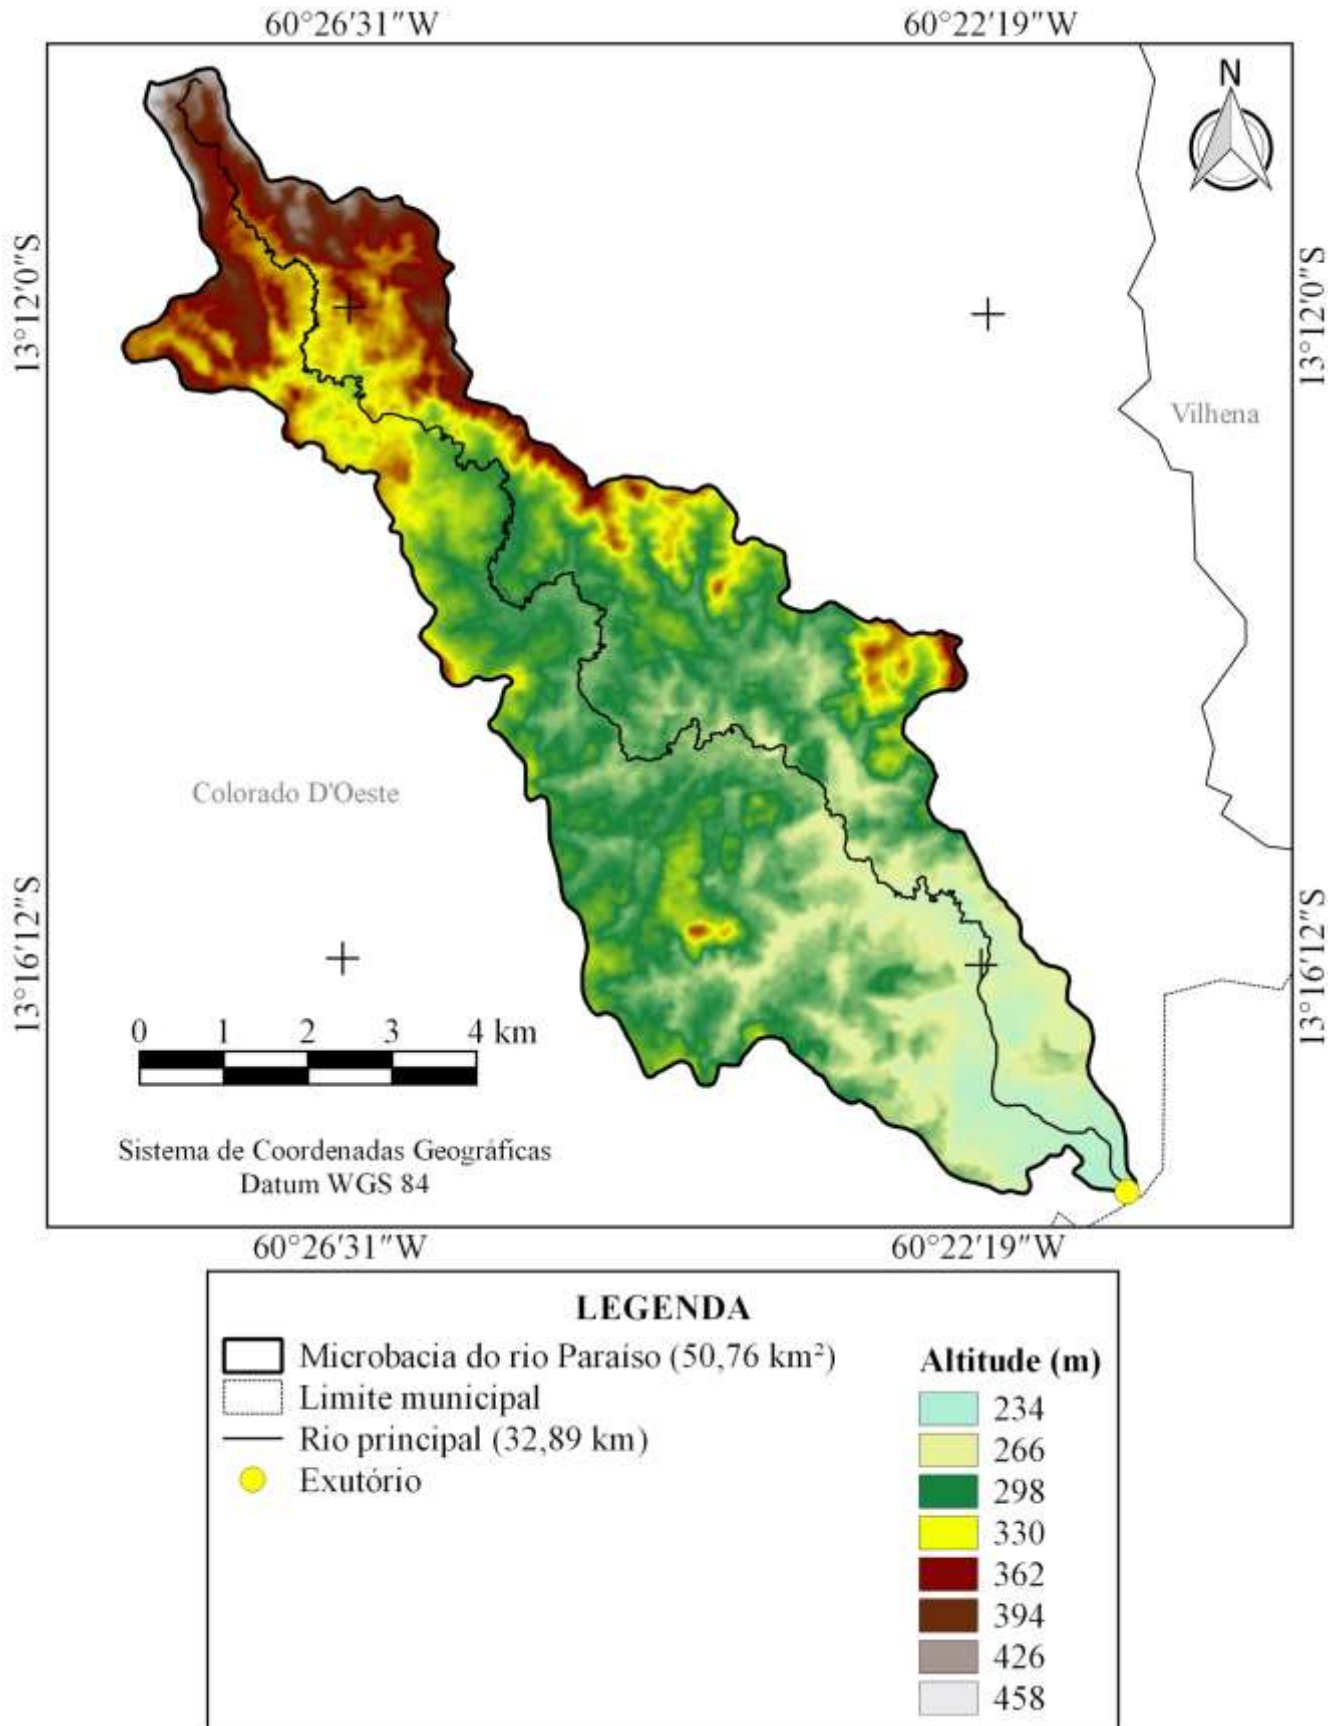 60°26'31"W 60°22'19"W
N
13°12'0"S 13°12'0"S
Vilhena
Colorado D'Oeste
13°16'12"S 13°16'12"S
0 1 2 3 4 km
Sistema de Coordenadas Geográficas
Datum WGS 84
60°26'31"W 60°22'19"W
LEGENDA
Microbacia do rio Paraíso (50,76 km²)
Limite municipal
Rio principal (32,89 km)
Exutório
Altitude (m)
234
266
298
330
362
394
426
458